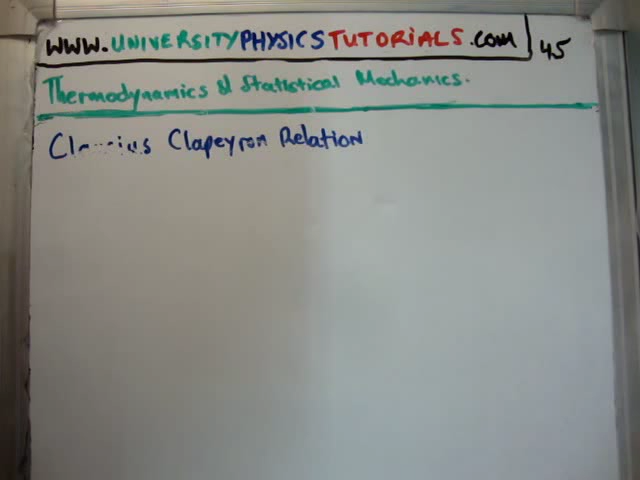 WWW.UNIVERSITYPHYSICSTUTORIALS.COM 45
Thermodynamics & Statistical Mechanics.
Clapeyron Relation